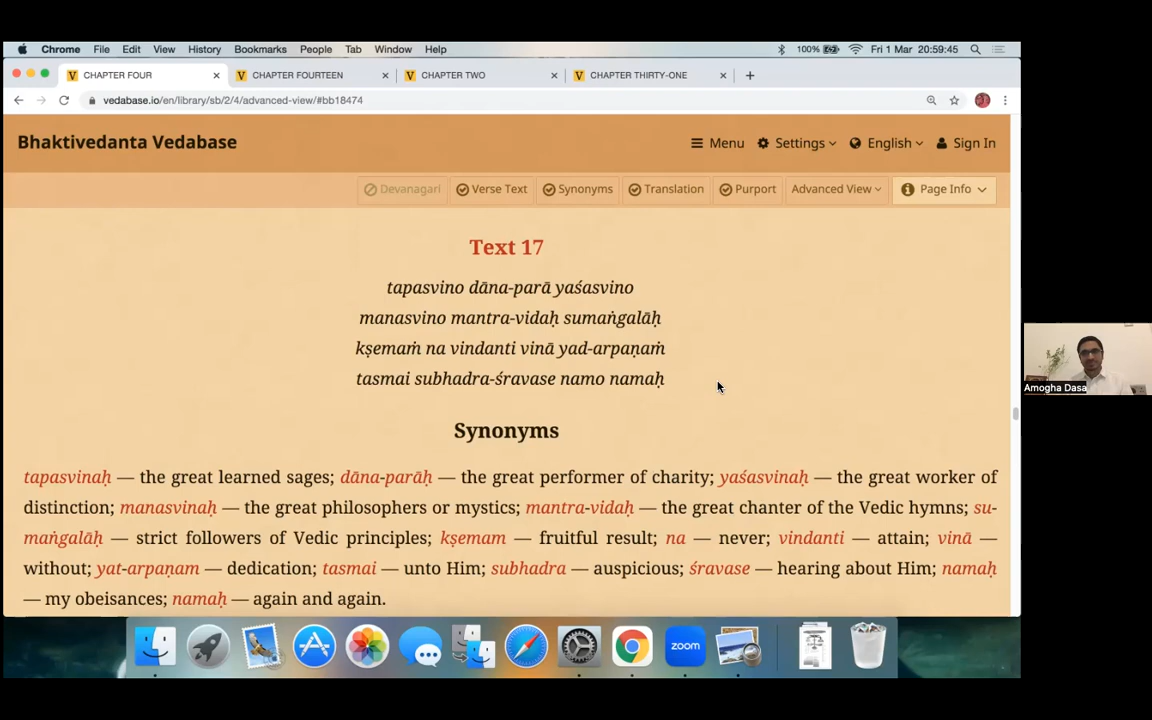 Chrome File Edit View History Bookmarks People Tab Window Help 100% Fri 1 Mar 20:59:45
CHAPTER FOUR CHAPTER FOURTEEN CHAPTER TWO CHAPTER THIRTY-ONE
vedabase.io/en/library/sb/2/4/advanced-view/#bb18474
Bhaktivedanta Vedabase Menu Settings English Sign In
Devanagari Verse Text Synonyms Translation Purport Advanced View Page Info
Text 17
tapasvino dāna-parā yaśasvino
manasvino mantra-vidaḥ sumaṅgalāḥ
kṣemaṁ na vindanti vinā yad-arpaṇaṁ
tasmai subhadra-śravase namo namaḥ
Synonyms
tapasvinaḥ — the great learned sages; dāna-parāḥ — the great performer of charity; yaśasvinaḥ — the great worker of
distinction; manasvinaḥ — the great philosophers or mystics; mantra-vidaḥ — the great chanter of the Vedic hymns; su-
maṅgalāḥ — strict followers of Vedic principles; kṣemam — fruitful result; na — never; vindanti — attain; vinā —
without; yat-arpaṇam — dedication; tasmai — unto Him; subhadra — auspicious; śravase — hearing about Him; namaḥ
— my obeisances; namaḥ — again and again.
zoom
Amogha Dasa